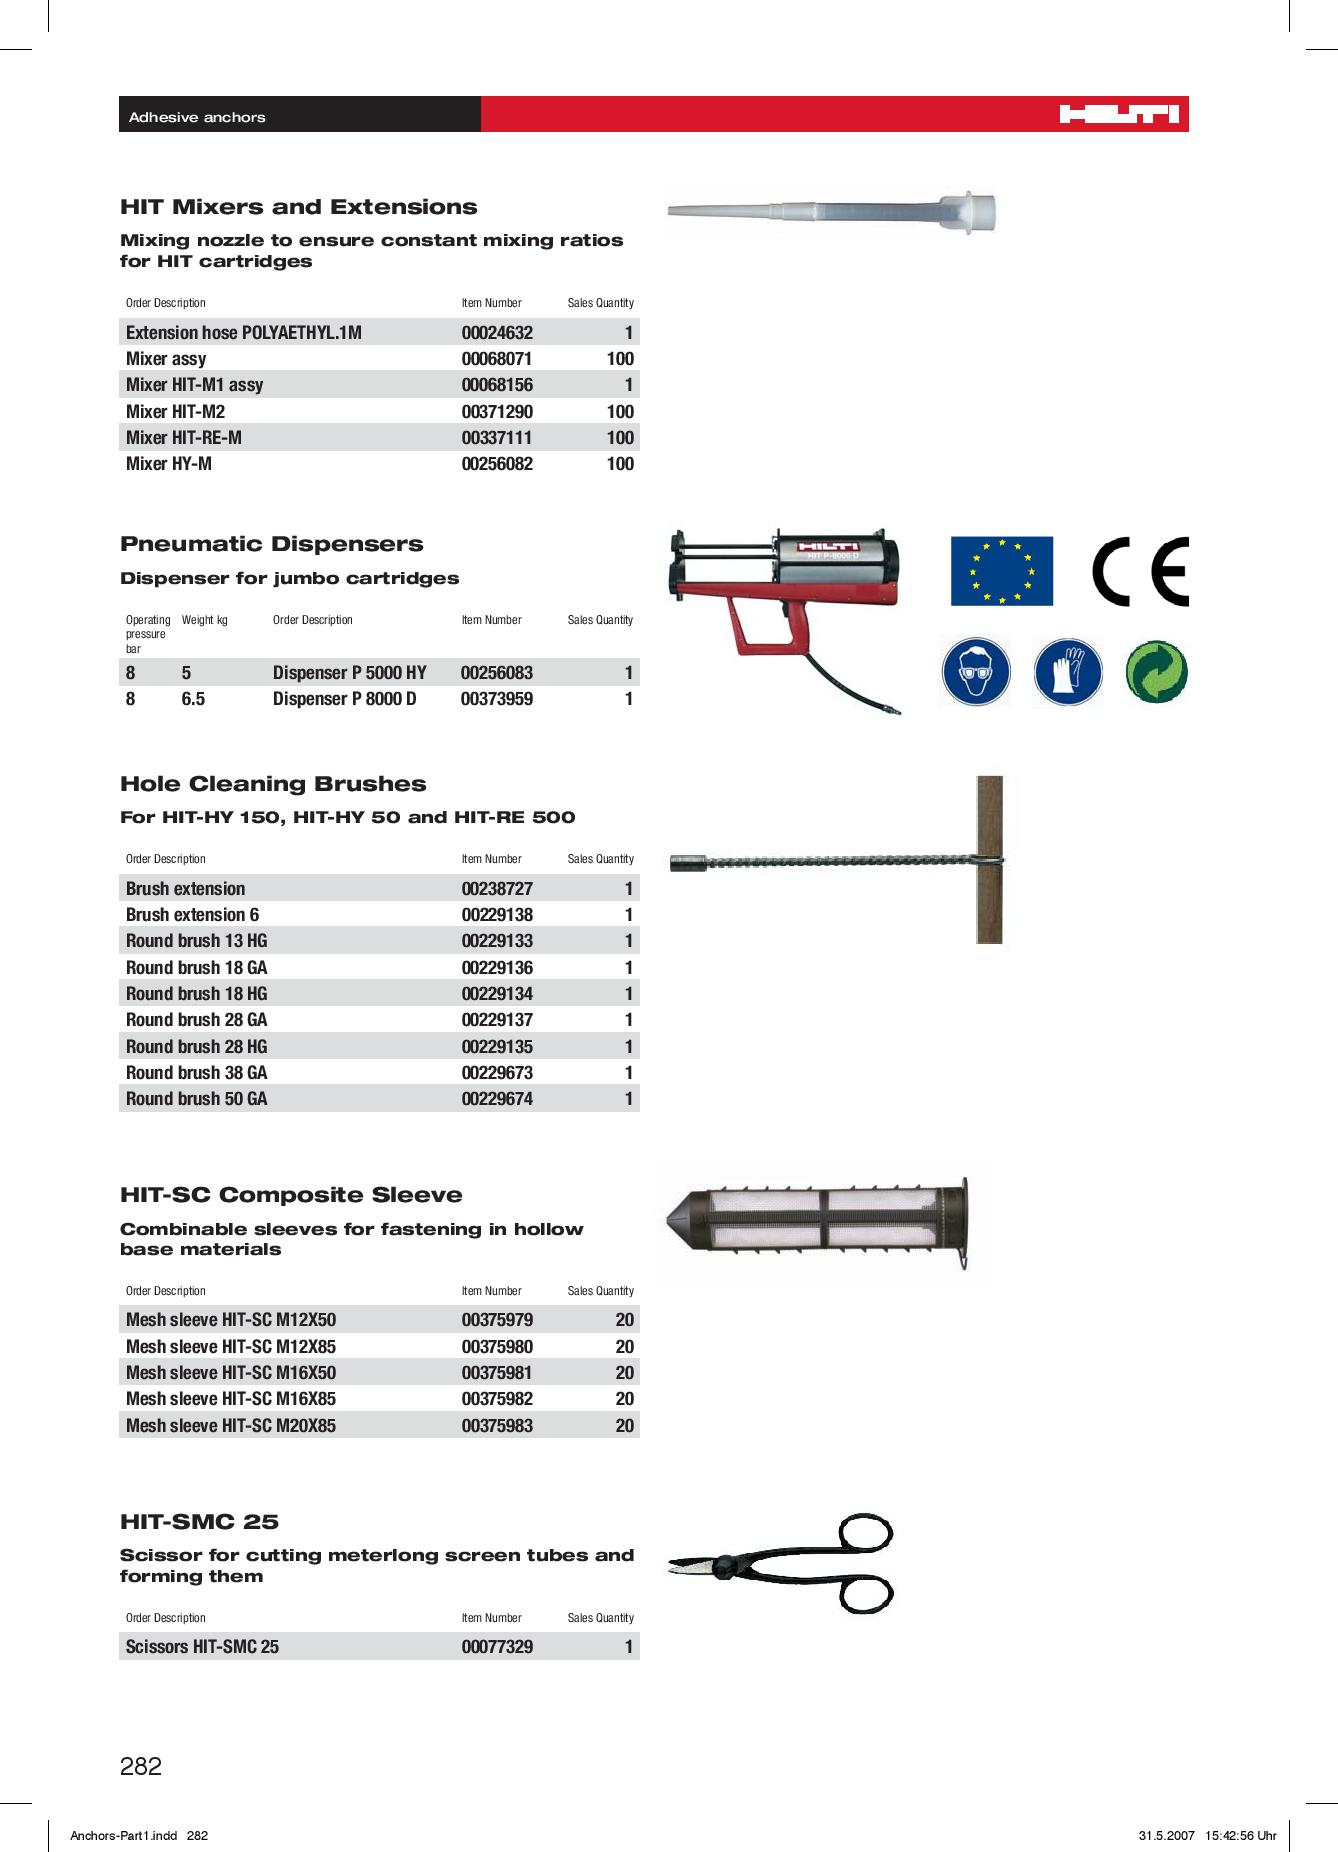 Adhesive anchors
HILTI
HIT Mixers and Extensions
Mixing nozzle to ensure constant mixing ratios
for HIT cartridges
Order Description Item Number Sales Quantity
Extension hose POLYAETHYL.1M 00024632 1
Mixer assy 00068071 100
Mixer HIT-M1 assy 00068156 1
Mixer HIT-M2 00371290 100
Mixer HIT-RE-M 00337111 100
Mixer HY-M 00256082 100
Pneumatic Dispensers
Dispenser for jumbo cartridges
Operating Weight kg Order Description Item Number Sales Quantity
pressure
bar
8 5 Dispenser P 5000 HY 00256083 1
8 6.5 Dispenser P 8000 D 00373959 1
HILTI
HIT P-8000 D
CE
Hole Cleaning Brushes
For HIT-HY 150, HIT-HY 50 and HIT-RE 500
Order Description Item Number Sales Quantity
Brush extension 00238727 1
Brush extension 6 00229138 1
Round brush 13 HG 00229133 1
Round brush 18 GA 00229136 1
Round brush 18 HG 00229134 1
Round brush 28 GA 00229137 1
Round brush 28 HG 00229135 1
Round brush 38 GA 00229673 1
Round brush 50 GA 00229674 1
HIT-SC Composite Sleeve
Combinable sleeves for fastening in hollow
base materials
Order Description Item Number Sales Quantity
Mesh sleeve HIT-SC M12X50 00375979 20
Mesh sleeve HIT-SC M12X85 00375980 20
Mesh sleeve HIT-SC M16X50 00375981 20
Mesh sleeve HIT-SC M16X85 00375982 20
Mesh sleeve HIT-SC M20X85 00375983 20
HIT-SMC 25
Scissor for cutting meterlong screen tubes and
forming them
Order Description Item Number Sales Quantity
Scissors HIT-SMC 25 00077329 1
282
Anchors-Part1.indd 282 31.5.2007 15:42:56 Uhr